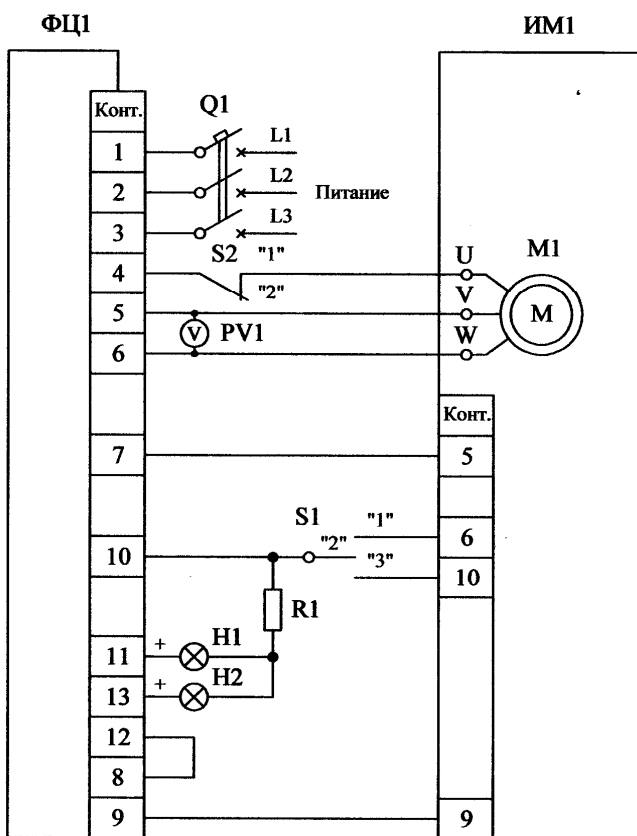 ФЦ1 ИМ1
Конт. Q1
1 L1
2 L2 Питание
3 L3
S2 "1" U М1
4
"2" V
5 М
V PV1 W
6
Конт.
7 5
S1 "1" 6
"2"
10 "3" 10
R1
11 + H1
13 + H2
12
8
9 9